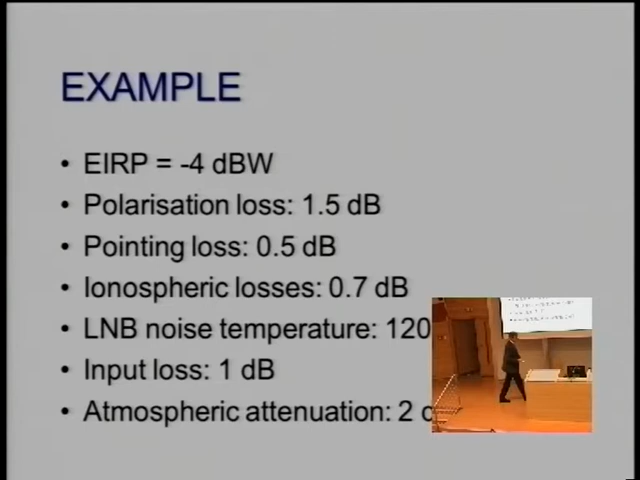 EXAMPLE
• EIRP = -4 dBW
• Polarisation loss: 1.5 dB
• Pointing loss: 0.5 dB
• Ionospheric losses: 0.7 dB
• LNB noise temperature: 120
• Input loss: 1 dB
• Atmospheric attenuation: 2